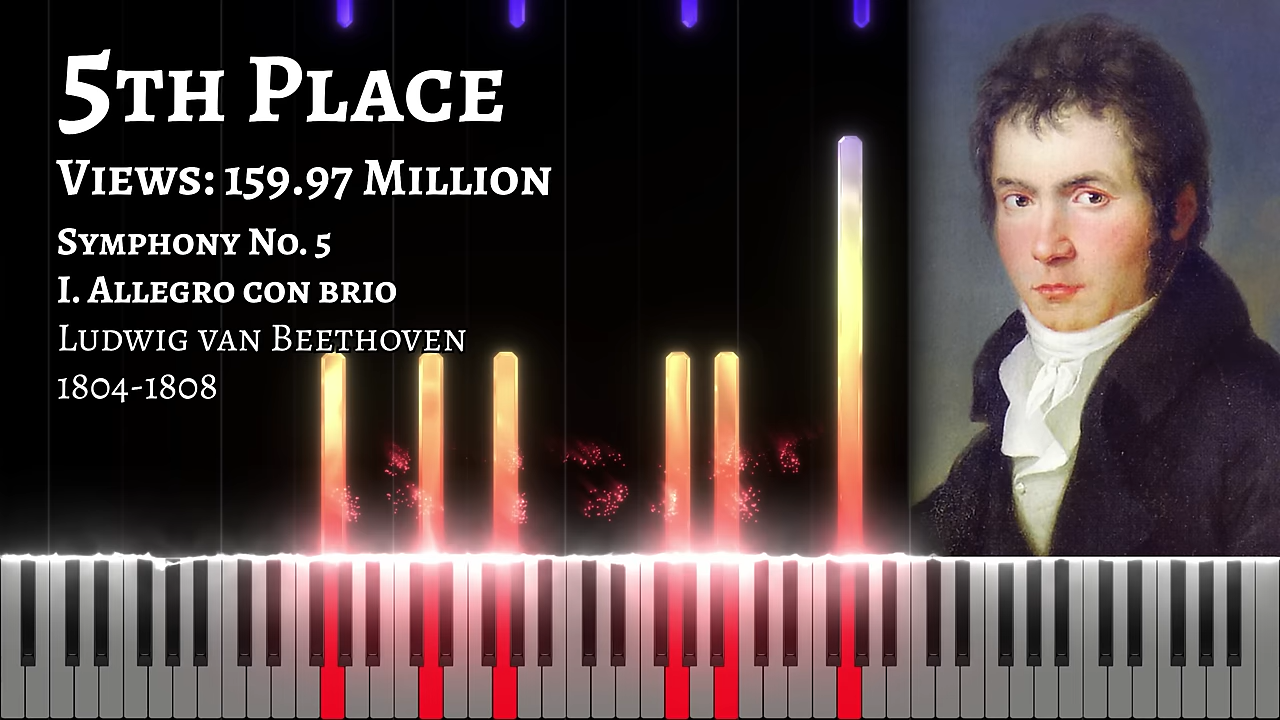 5th Place
Views: 159.97 Million
Symphony No. 5
I. Allegro con brio
Ludwig van Beethoven
1804-1808